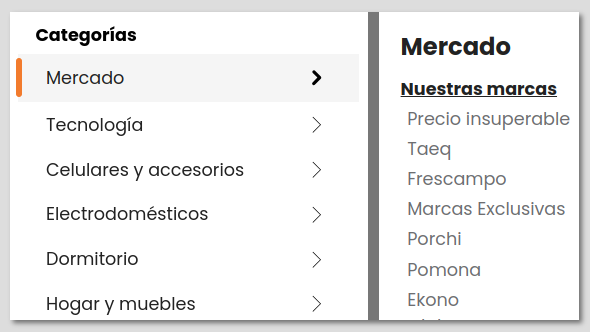 Categorías
Mercado
Tecnología
Celulares y accesorios
Electrodomésticos
Dormitorio
Hogar y muebles
Mercado
Nuestras marcas
Precio insuperable
Taeq
Frescampo
Marcas Exclusivas
Porchi
Pomona
Ekono